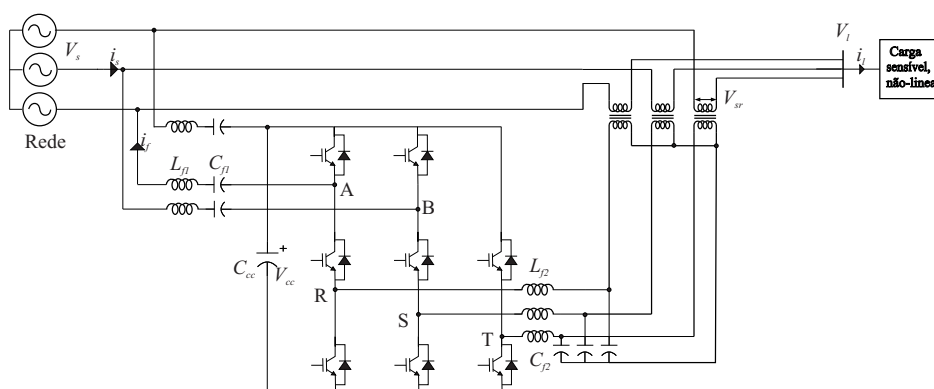 V_s
i_s
V_l
i_l
Carga
sensível,
não-linea
V_sr
Rede
i_f
L_f1
C_f1
A
B
C_cc
+
V_cc
R
L_f2
S
T
C_f2